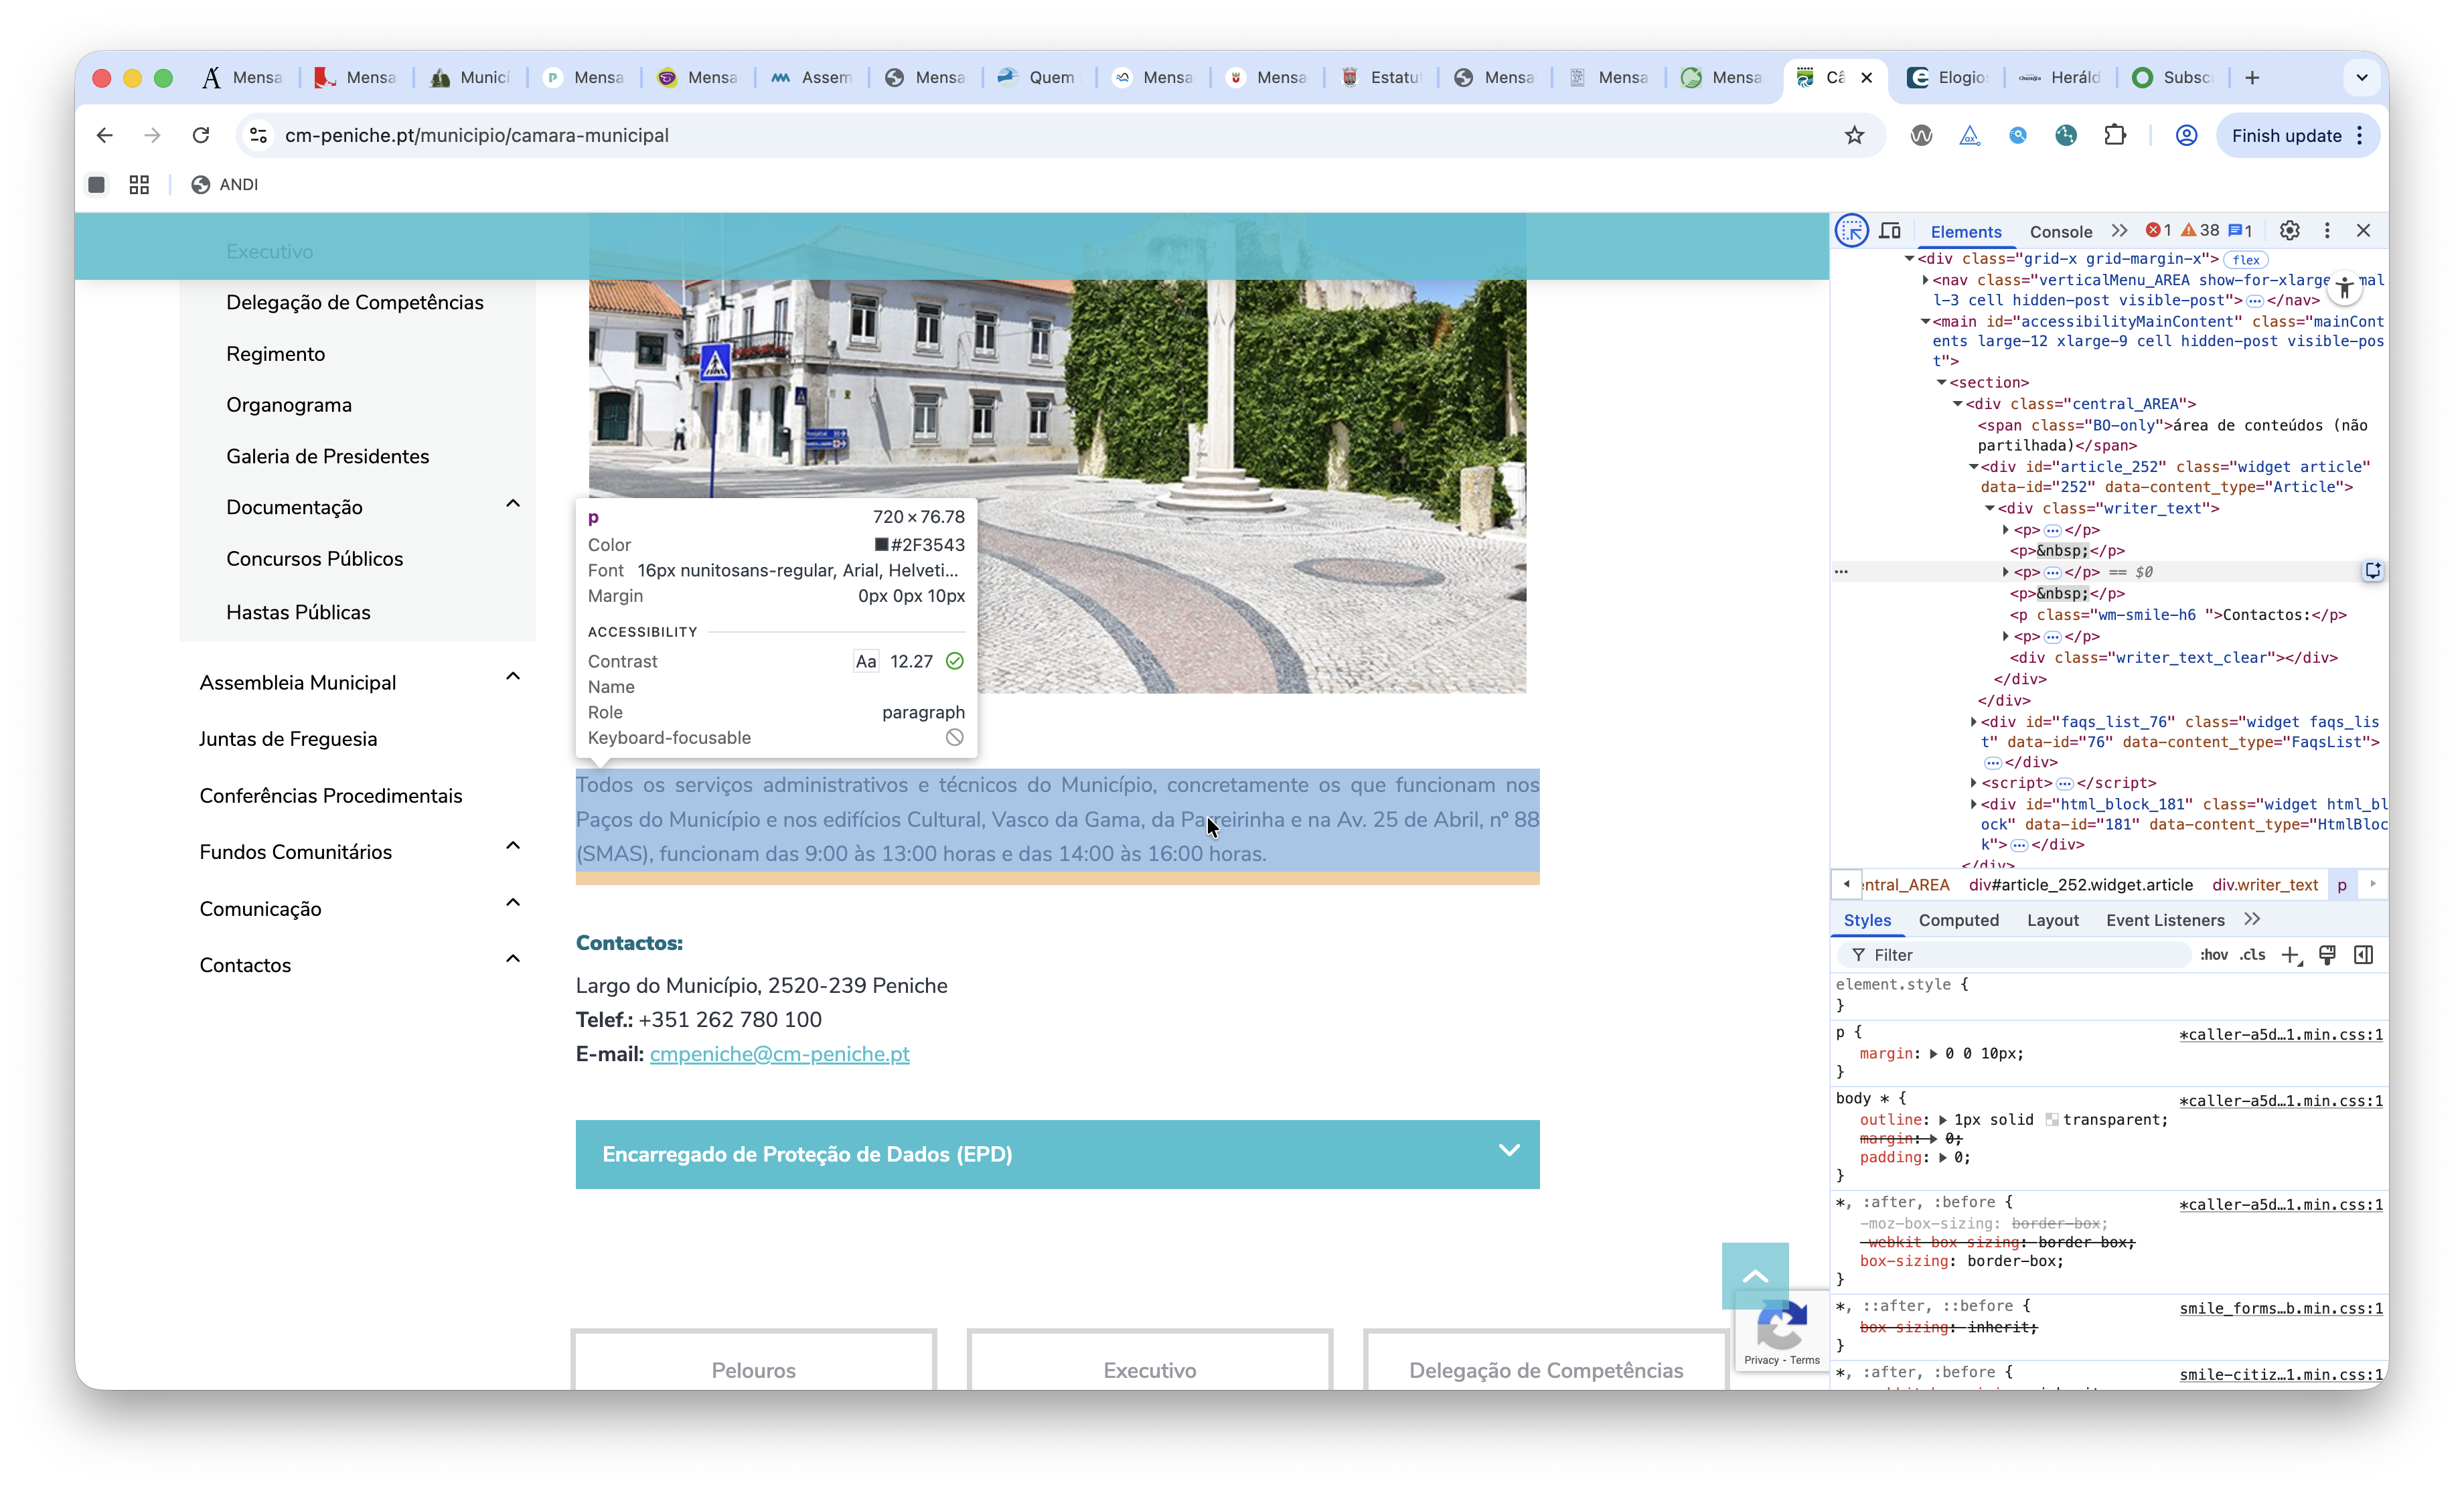 Mensa
Mensa
Municí
Mensa
Mensa
Assem
Mensa
Quem
Mensa
Mensa
Estatut
Mensa
Mensa
Mensa
Câ
Elogio
Heráld
Subsc
cm-peniche.pt/municipio/camara-municipal
Finish update
ANDI
Executivo
Delegação de Competências
Regimento
Organograma
Galeria de Presidentes
Documentação
Concursos Públicos
Hastas Públicas
Assembleia Municipal
Juntas de Freguesia
Conferências Procedimentais
Fundos Comunitários
Comunicação
Contactos
p 720 × 76.78
Color #2F3543
Font 16px nunitosans-regular, Arial, Helveti...
Margin 0px 0px 10px
ACCESSIBILITY
Contrast Aa 12.27
Name
Role paragraph
Keyboard-focusable
Todos os serviços administrativos e técnicos do Município, concretamente os que funcionam nos
Paços do Município e nos edifícios Cultural, Vasco da Gama, da Parreirinha e na Av. 25 de Abril, nº 88
(SMAS), funcionam das 9:00 às 13:00 horas e das 14:00 às 16:00 horas.
Contactos:
Largo do Município, 2520-239 Peniche
Telef.: +351 262 780 100
E-mail: cmpeniche@cm-peniche.pt
Encarregado de Proteção de Dados (EPD)
Pelouros
Executivo
Delegação de Competências
Privacy - Terms
Elements Console 1 38 1
<div class="grid-x grid-margin-x"> flex
<nav class="verticalMenu_AREA show-for-xlarge mal
l-3 cell hidden-post visible-post"> </nav>
<main id="accessibilityMainContent" class="mainCont
ents large-12 xlarge-9 cell hidden-post visible-pos
t">
<section>
<div class="central_AREA">
<span class="BO-only">área de conteúdos (não
partilhada)</span>
<div id="article_252" class="widget article"
data-id="252" data-content_type="Article">
<div class="writer_text">
<p> </p>
<p>&nbsp;</p>
<p> </p> == $0
<p>&nbsp;</p>
<p class="wm-smile-h6 ">Contactos:</p>
<p> </p>
<div class="writer_text_clear"></div>
</div>
</div>
<div id="faqs_list_76" class="widget faqs_lis
t" data-id="76" data-content_type="FaqsList">
</div>
<script> </script>
<div id="html_block_181" class="widget html_bl
ock" data-id="181" data-content_type="HtmlBloc
k"> </div>
</div>
entral_AREA div#article_252.widget.article div.writer_text p
Styles Computed Layout Event Listeners
Filter :hov .cls
element.style {
}
p { *caller-a5d…1.min.css:1
margin: 0 0 10px;
}
body * { *caller-a5d…1.min.css:1
outline: 1px solid transparent;
margin: 0;
padding: 0;
}
*, :after, :before { *caller-a5d…1.min.css:1
-moz-box-sizing: border-box;
-webkit-box-sizing: border-box;
box-sizing: border-box;
}
*, ::after, ::before { smile_forms…b.min.css:1
box-sizing: inherit;
}
*, :after, :before { smile-citiz…1.min.css:1